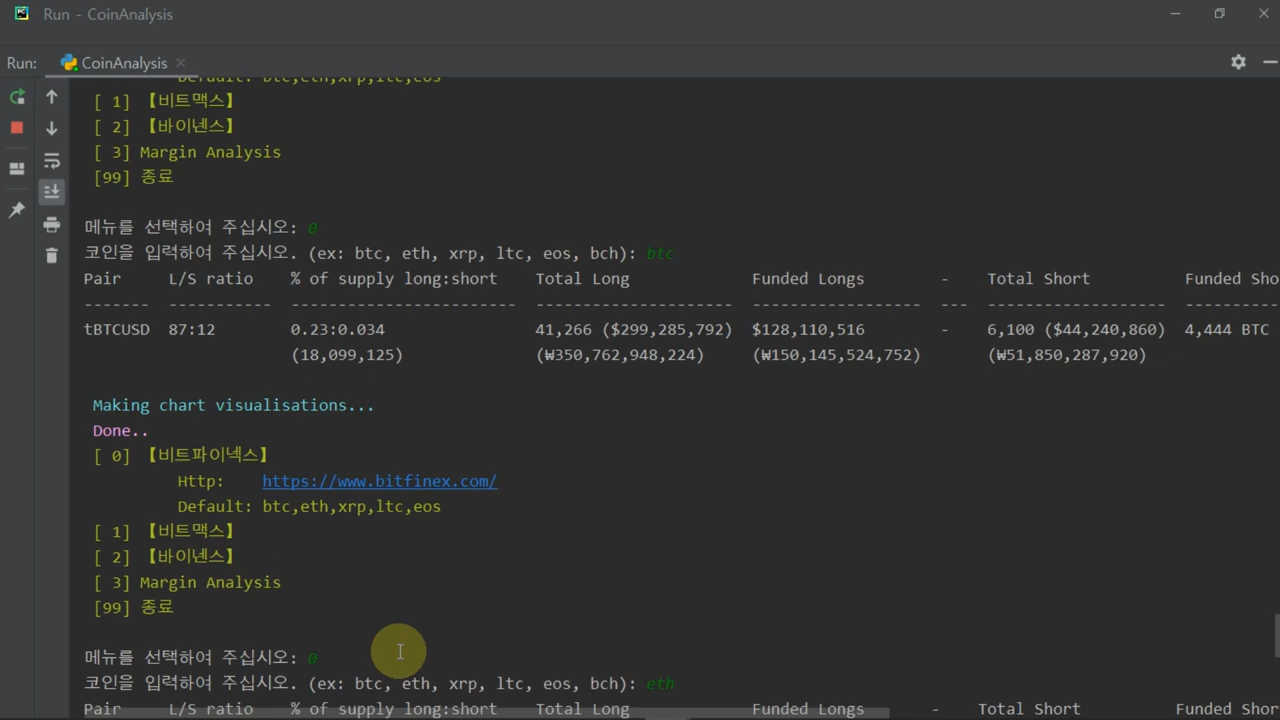 Run - CoinAnalysis
Run: CoinAnalysis
Default: btc,eth,xrp,ltc,eos
[ 1] 【비트맥스】
[ 2] 【바이넨스】
[ 3] Margin Analysis
[99] 종료
메뉴를 선택하여 주십시오: 0
코인을 입력하여 주십시오. (ex: btc, eth, xrp, ltc, eos, bch): btc
Pair L/S ratio % of supply long:short Total Long Funded Longs - Total Short Funded Sho
------- ----------- ------------------------ --------------------- ------------------ --- ------------------- ----------
tBTCUSD 87:12 0.23:0.034 41,266 ($299,285,792) $128,110,516 - 6,100 ($44,240,860) 4,444 BTC
(18,099,125) (₩350,762,948,224) (₩150,145,524,752) (₩51,850,287,920)
Making chart visualisations...
Done..
[ 0] 【비트파이넥스】
Http: https://www.bitfinex.com/
Default: btc,eth,xrp,ltc,eos
[ 1] 【비트맥스】
[ 2] 【바이넨스】
[ 3] Margin Analysis
[99] 종료
메뉴를 선택하여 주십시오: 0
코인을 입력하여 주십시오. (ex: btc, eth, xrp, ltc, eos, bch): eth
Pair L/S ratio % of supply long:short Total Long Funded Longs - Total Short Funded Shor